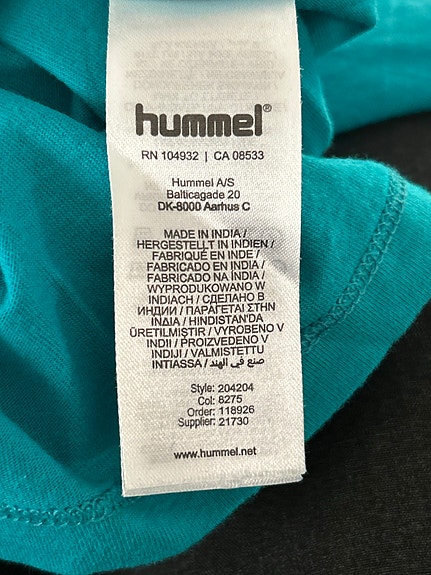 hummel®
RN 104932 | CA 08533
Hummel A/S
Balticagade 20
DK-8000 Aarhus C
MADE IN INDIA /
HERGESTELLT IN INDIEN /
FABRIQUÉ EN INDE /
FABRICADO EN INDIA /
FABRICADO NA INDIA /
WYPRODUKOWANO W
INDIACH / СДЕЛАНО В
ИНДИИ / ΠΑΡΑΓΕΤΑΙ ΣΤΗΝ
ΙΝΔΙΑ / HINDISTAN'DA
ÜRETILMISTIR / VYROBENO V
INDII / PROIZVEDENO V
INDIJI / VALMISTETTU
INTIASSA / صنع في الهند
Style: 204204
Col: 8275
Order: 118926
Supplier: 21730
www.hummel.net